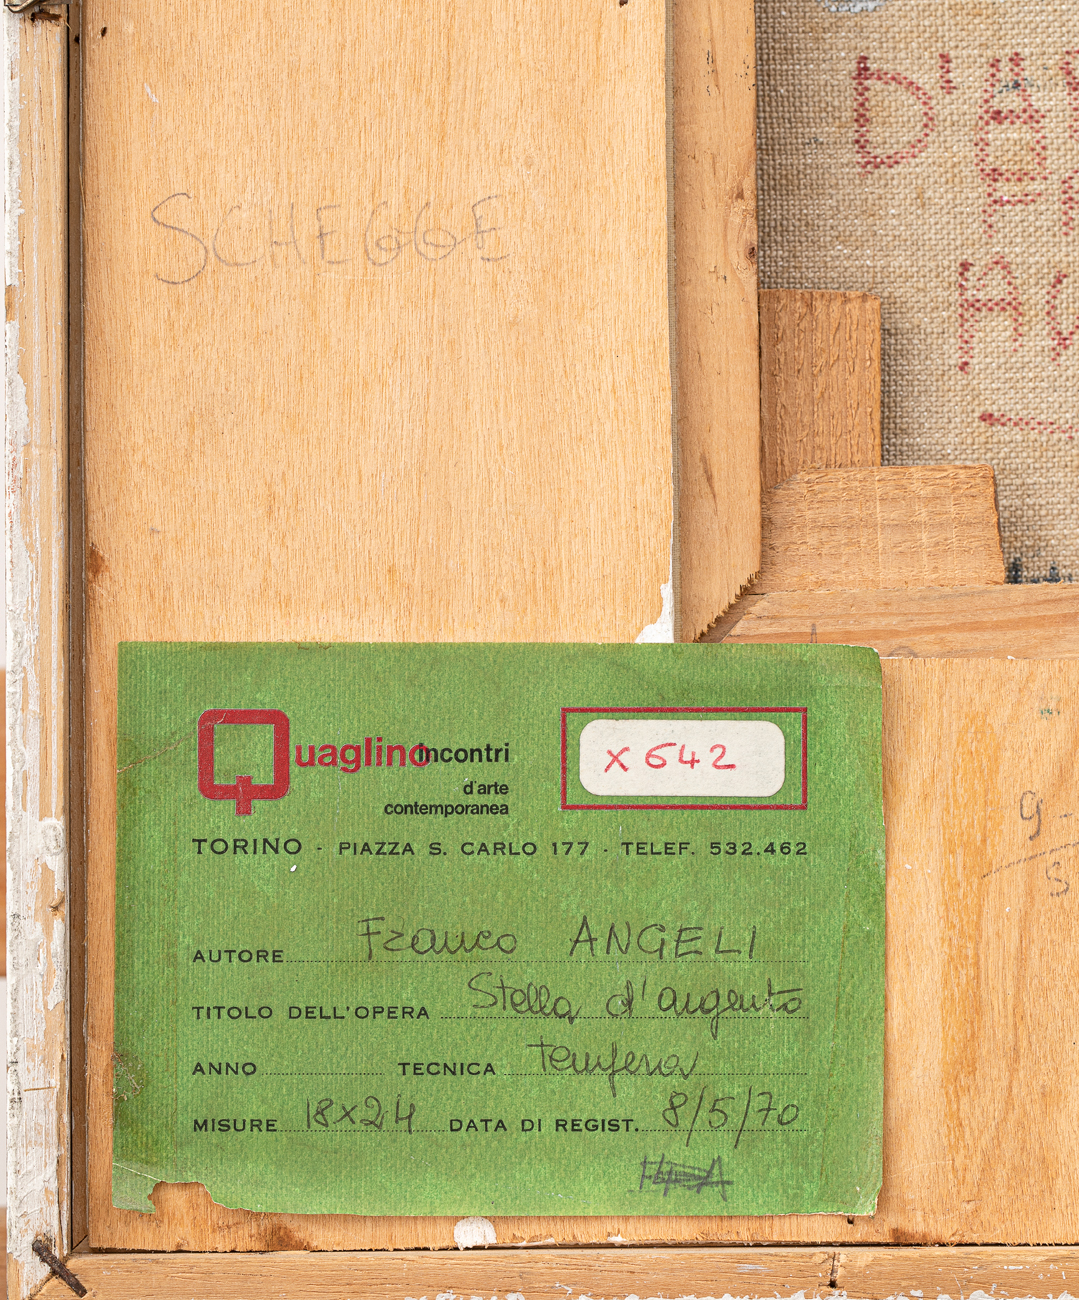 D'A
SCHEGGE
Quaglino incontri
d'arte
contemporanea
X 642
TORINO - PIAZZA S. CARLO 177 - TELEF. 532.462
AUTORE Franco ANGELI
TITOLO DELL'OPERA Stella d'argento
ANNO TECNICA tempera
MISURE 18x24 DATA DI REGIST. 8/5/70